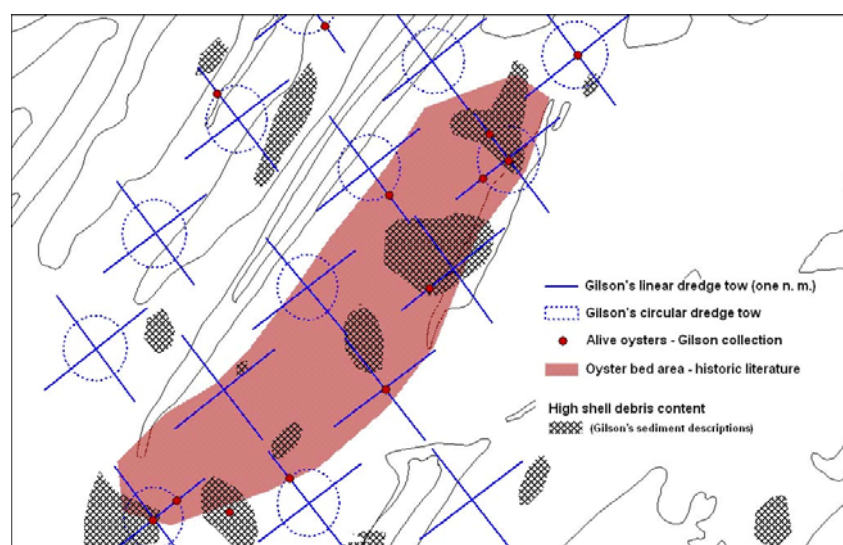 Gilson's linear dredge tow (one n. m.)
Gilson's circular dredge tow
Alive oysters - Gilson collection
Oyster bed area - historic literature
High shell debris content
(Gilson's sediment descriptions)